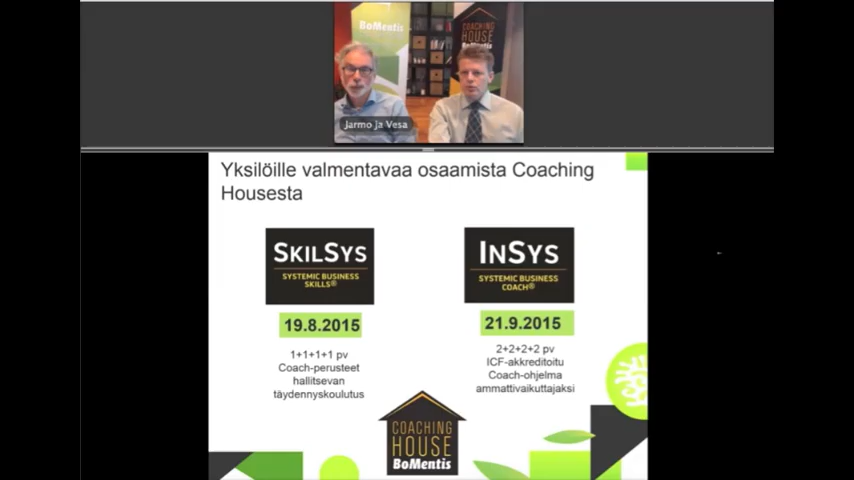 BoMentis
COACHING
HOUSE
BoMentis
Jarmo ja Vesa
Yksilöille valmentavaa osaamista Coaching
Housesta
SKILSYS
SYSTEMIC BUSINESS
SKILLS®
19.8.2015
1+1+1+1 pv
Coach-perusteet
hallitsevan
täydennyskoulutus
INSYS
SYSTEMIC BUSINESS
COACH®
21.9.2015
2+2+2+2 pv
ICF-akkreditoitu
Coach-ohjelma
ammattivaikuttajaksi
COACHING
HOUSE
BoMentis